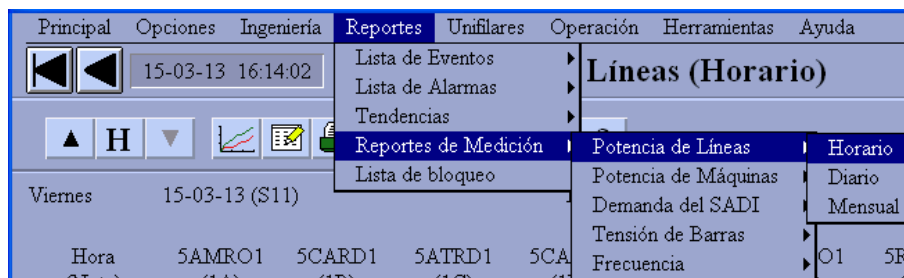 Principal Opciones Ingeniería Reportes Unifilares Operación Herramientas Ayuda
15-03-13 16:14:02
Líneas (Horario)
Lista de Eventos
Lista de Alarmas
Tendencias
Reportes de Medición
Lista de bloqueo
H
Potencia de Líneas
Potencia de Máquinas
Demanda del SADI
Tensión de Barras
Frecuencia
Horario
Diario
Mensual
Viernes 15-03-13 (S11)
Hora 5AMRO1 5CARD1 5ATRD1 5CA O1 5R